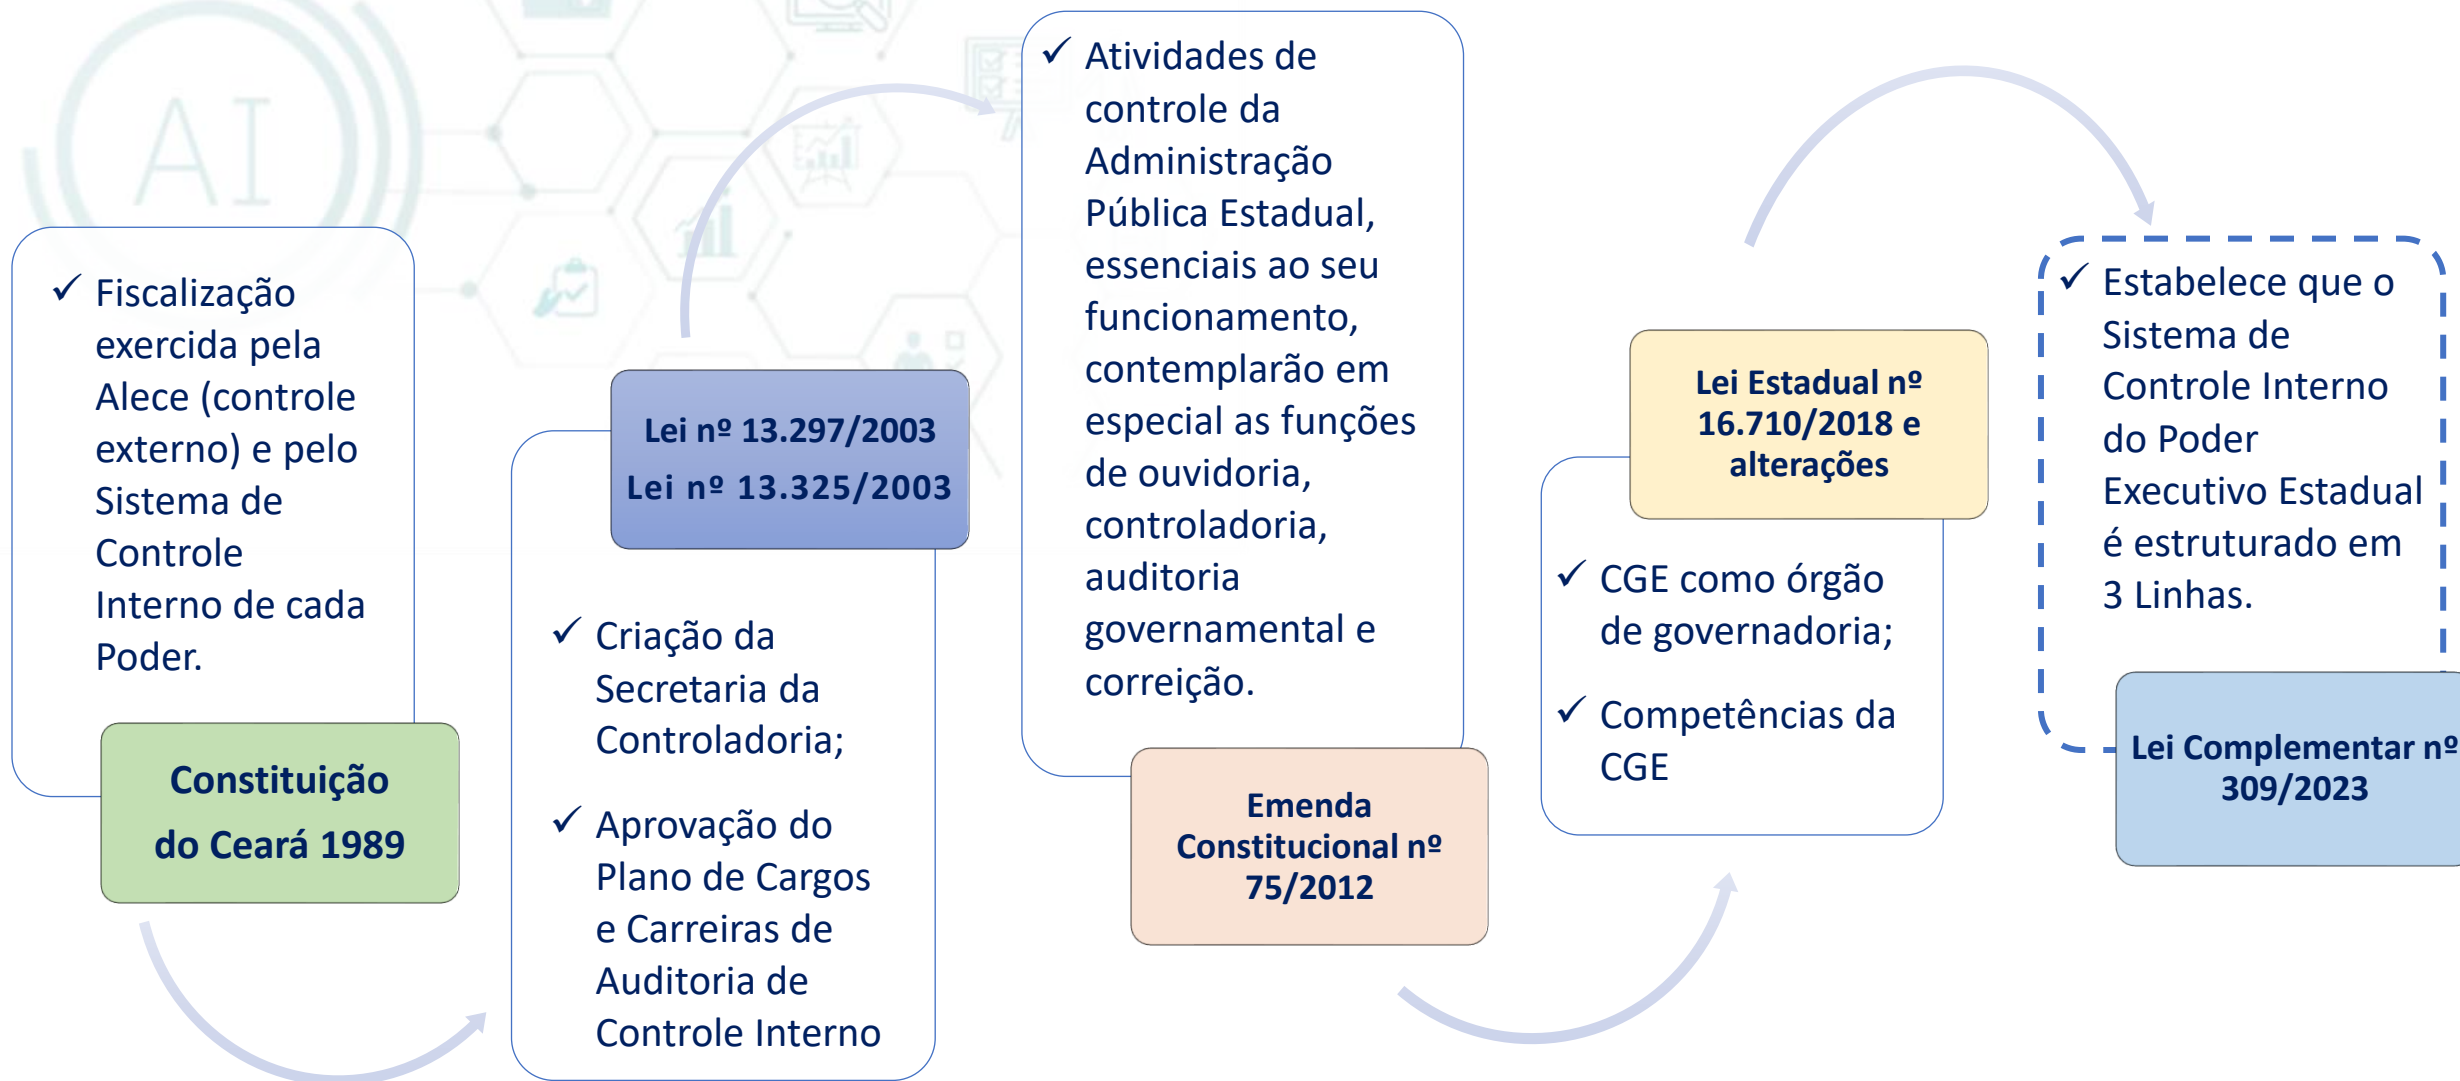 AI
✓ Fiscalização
exercida pela
Alece (controle
externo) e pelo
Sistema de
Controle
Interno de cada
Poder.
Constituição
do Ceará 1989
Lei nº 13.297/2003
Lei nº 13.325/2003
✓ Criação da
Secretaria da
Controladoria;
✓ Aprovação do
Plano de Cargos
e Carreiras de
Auditoria de
Controle Interno
✓ Atividades de
controle da
Administração
Pública Estadual,
essenciais ao seu
funcionamento,
contemplarão em
especial as funções
de ouvidoria,
controladoria,
auditoria
governamental e
correição.
Emenda
Constitucional nº
75/2012
Lei Estadual nº
16.710/2018 e
alterações
✓ CGE como órgão
de governadoria;
✓ Competências da
CGE
✓ Estabelece que o
Sistema de
Controle Interno
do Poder
Executivo Estadual
é estruturado em
3 Linhas.
Lei Complementar nº
309/2023